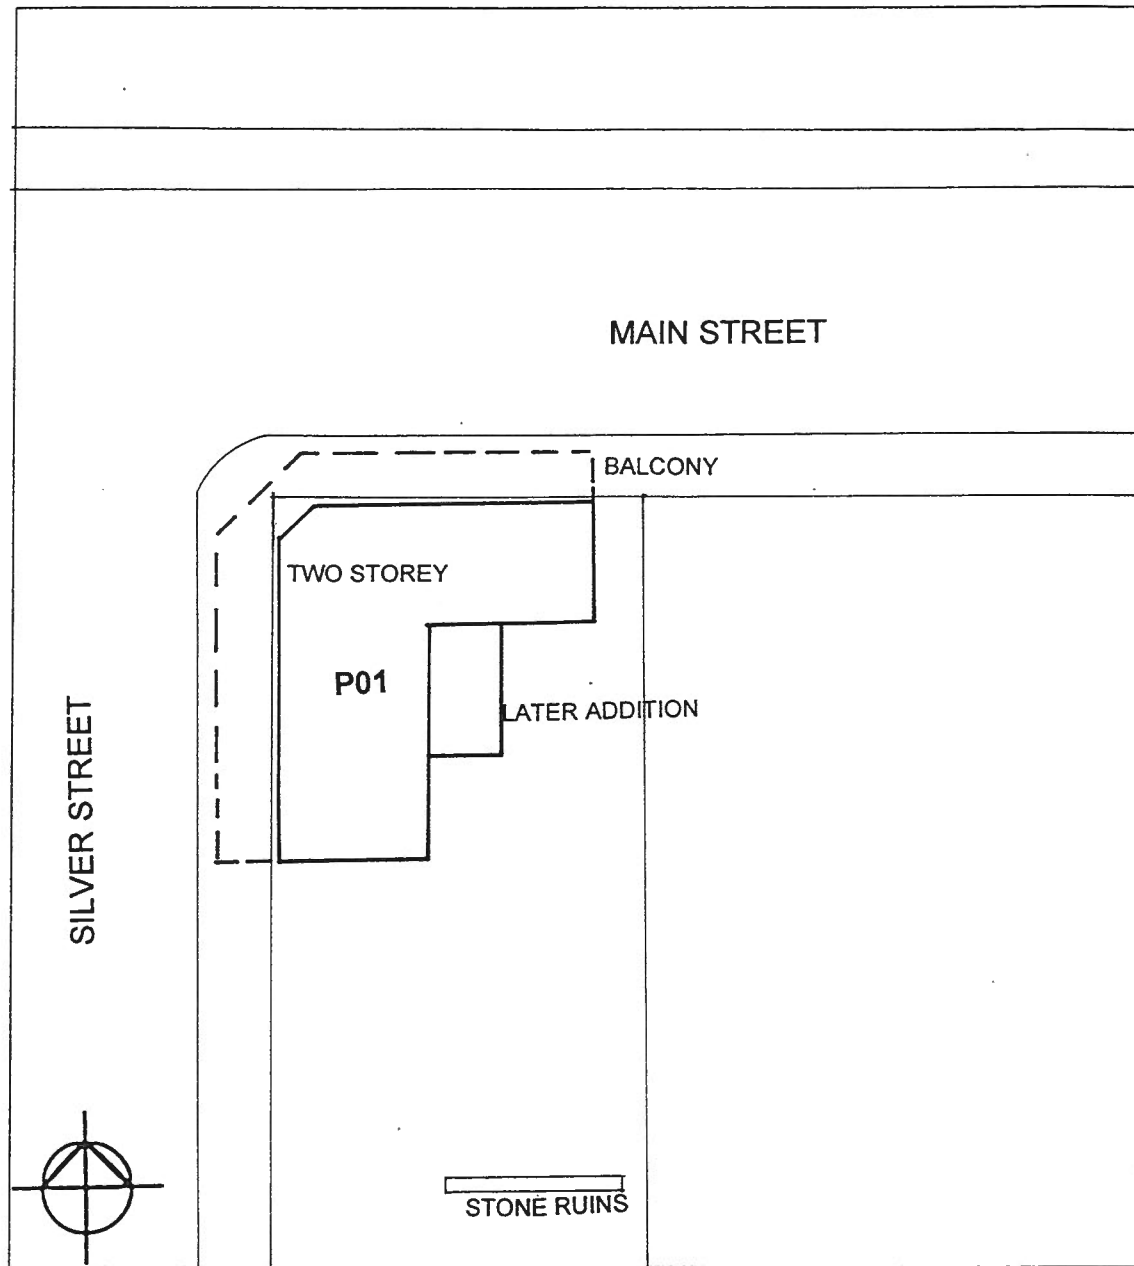 MAIN STREET
BALCONY
TWO STOREY
P01
LATER ADDITION
SILVER STREET
STONE RUINS